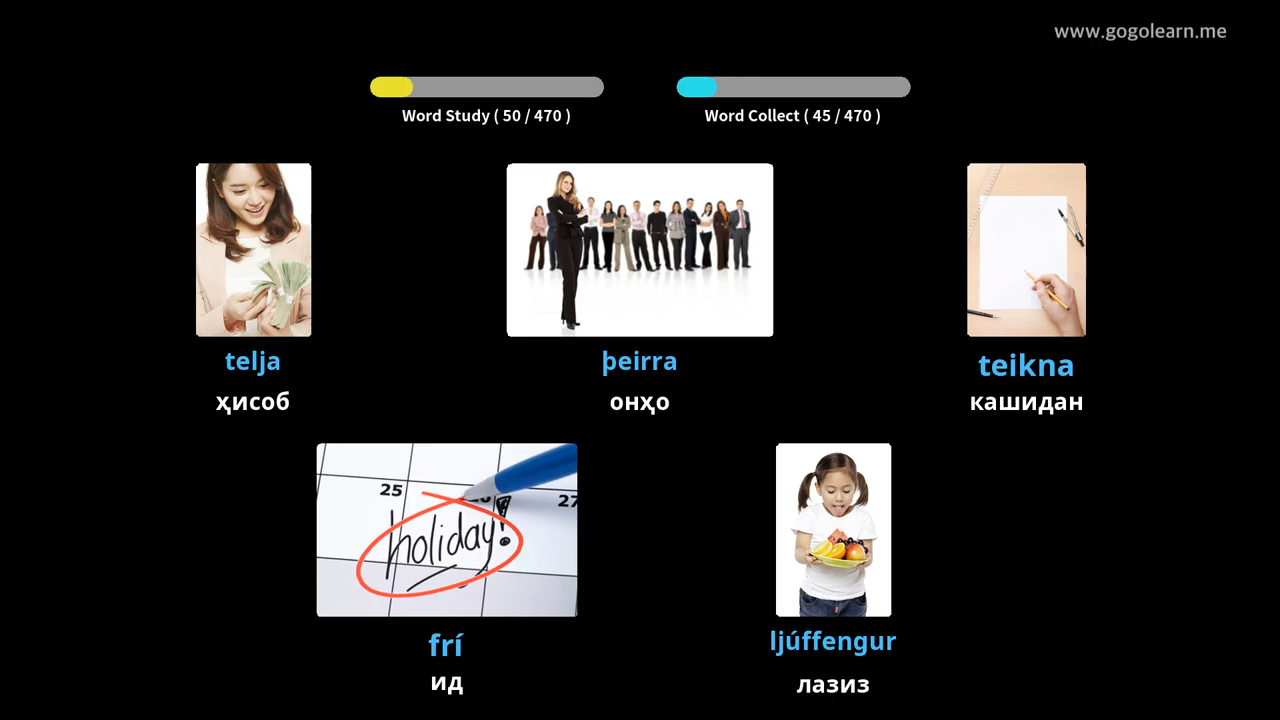 www.gogolearn.me
Word Study ( 50 / 470 )
Word Collect ( 45 / 470 )
telja
þeirra
teikna
ҳисоб
онҳо
кашидан
25
27
holiday!
frí
ljúffengur
ид
лазиз